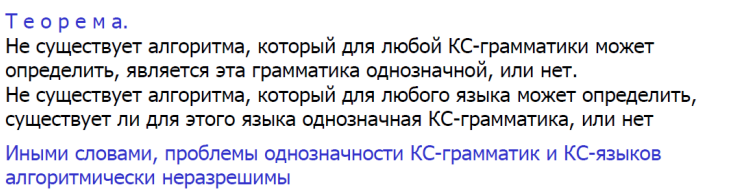 Т е о р е м а.
Не существует алгоритма, который для любой КС-грамматики может
определить, является эта грамматика однозначной, или нет.
Не существует алгоритма, который для любого языка может определить,
существует ли для этого языка однозначная КС-грамматика, или нет
Иными словами, проблемы однозначности КС-грамматик и КС-языков
алгоритмически неразрешимы